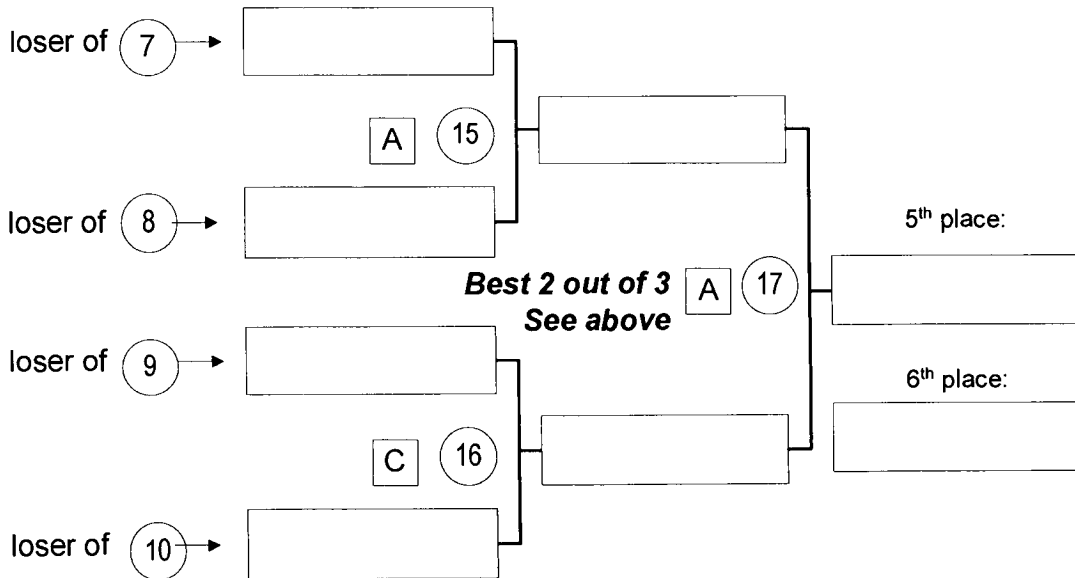 loser of 7
A 15
loser of 8
5th place:
Best 2 out of 3 A 17
See above
loser of 9
6th place:
C 16
loser of 10